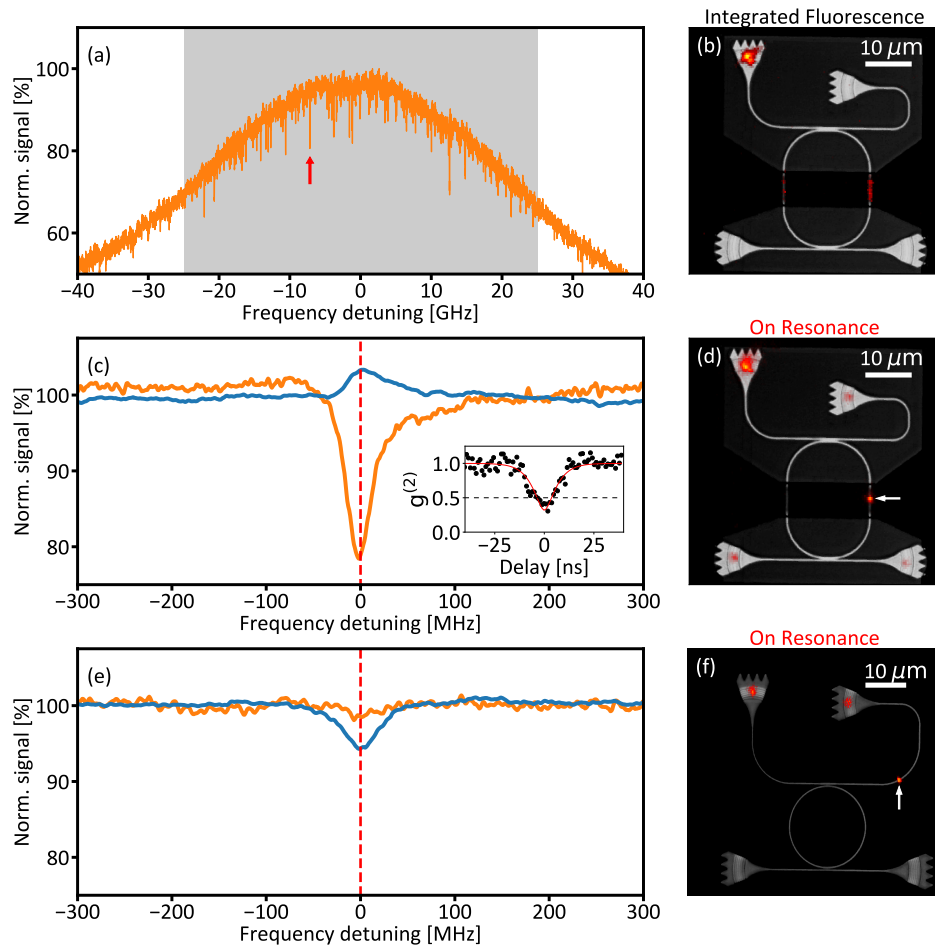 (a)
Norm. signal [%]
100
80
60
−40 −30 −20 −10 0 10 20 30 40
Frequency detuning [GHz]
Integrated Fluorescence
(b)
10 µm
(c)
Norm. signal [%]
100
90
80
−300 −200 −100 0 100 200 300
Frequency detuning [MHz]
g(2)
1.0
0.5
0.0
−25 0 25
Delay [ns]
On Resonance
(d)
10 µm
(e)
Norm. signal [%]
100
90
80
−300 −200 −100 0 100 200 300
Frequency detuning [MHz]
On Resonance
(f)
10 µm